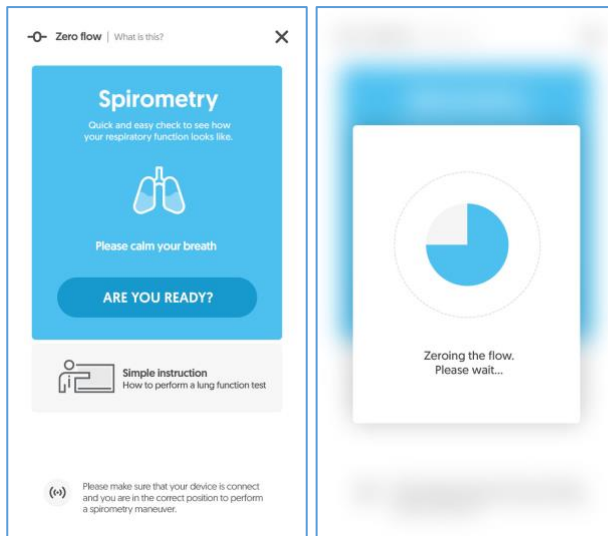 Zero flow | What is this?
Spirometry
Quick and easy check to see how
your respiratory function looks like.
Please calm your breath
ARE YOU READY?
Simple instruction
How to perform a lung function test
Please make sure that your device is connect
and you are in the correct position to perform
a spirometry maneuver.
Zeroing the flow.
Please wait...